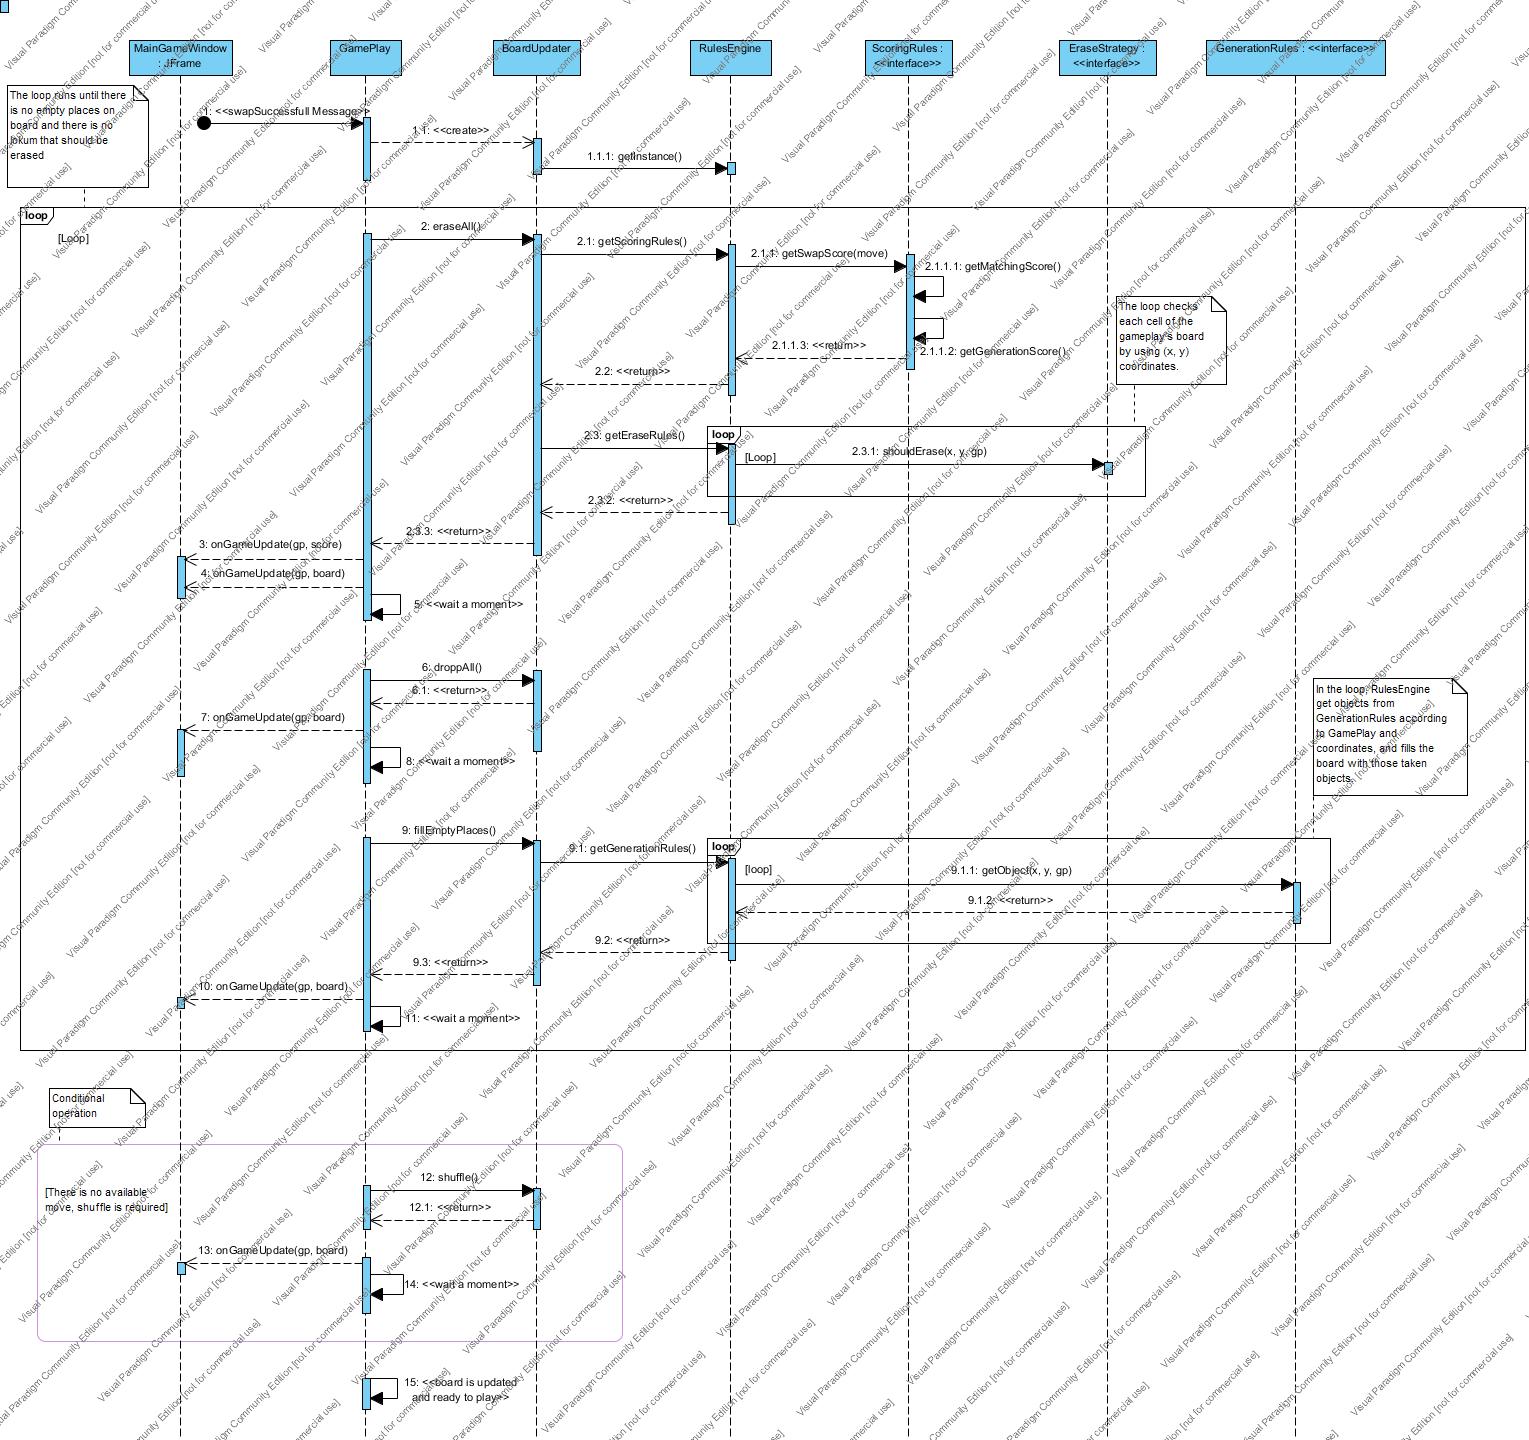 MainGameWindow
: JFrame
GamePlay
BoardUpdater
RulesEngine
ScoringRules :
<<interface>>
EraseStrategy :
<<interface>>
GenerationRules : <<interface>>
The loop runs until there
is no empty places on
board and there is no
lokum that should be
erased
1: <<swapSuccessfull Message>>
1.1: <<create>>
1.1.1: getInstance()
loop
[Loop]
2: eraseAll()
2.1: getScoringRules()
2.1.1: getSwapScore(move)
2.1.1.1: getMatchingScore()
2.1.1.2: getGenerationScore()
2.1.1.3: <<return>>
2.2: <<return>>
The loop checks
each cell of the
gameplay's board
by using (x, y)
coordinates.
2.3: getEraseRules()
loop
[Loop]
2.3.1: shouldErase(x, y, gp)
2.3.2: <<return>>
2.3.3: <<return>>
3: onGameUpdate(gp, score)
4: onGameUpdate(gp, board)
5: <<wait a moment>>
6: droppAll()
6.1: <<return>>
7: onGameUpdate(gp, board)
8: <<wait a moment>>
In the loop, RulesEngine
get objects from
GenerationRules according
to GamePlay and
coordinates, and fills the
board with those taken
objects.
9: fillEmptyPlaces()
9.1: getGenerationRules()
loop
[loop]
9.1.1: getObject(x, y, gp)
9.1.2: <<return>>
9.2: <<return>>
9.3: <<return>>
10: onGameUpdate(gp, board)
11: <<wait a moment>>
Conditional
operation
[There is no available
move, shuffle is required]
12: shuffle()
12.1: <<return>>
13: onGameUpdate(gp, board)
14: <<wait a moment>>
15: <<board is updated
and ready to play>>
Visual Paradigm Community Edition [not for commercial use]